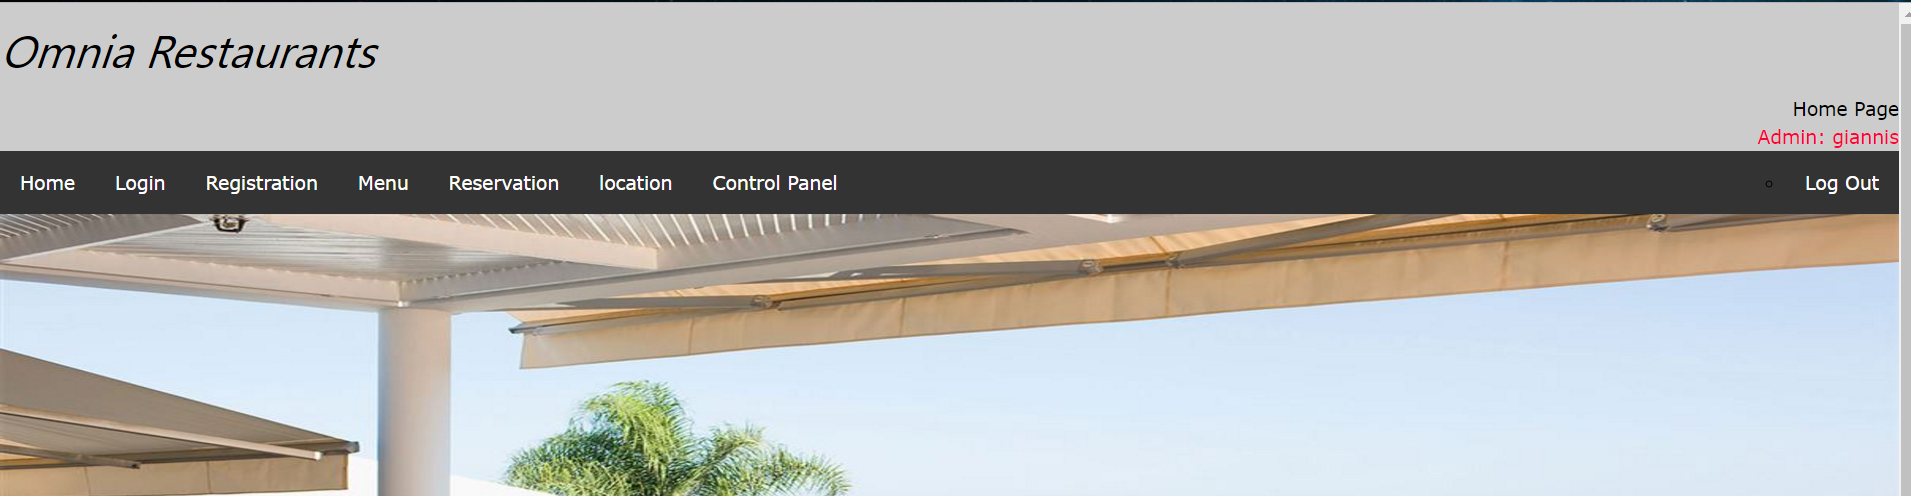 Omnia Restaurants
Home Page
Admin: giannis
Home Login Registration Menu Reservation location Control Panel Log Out